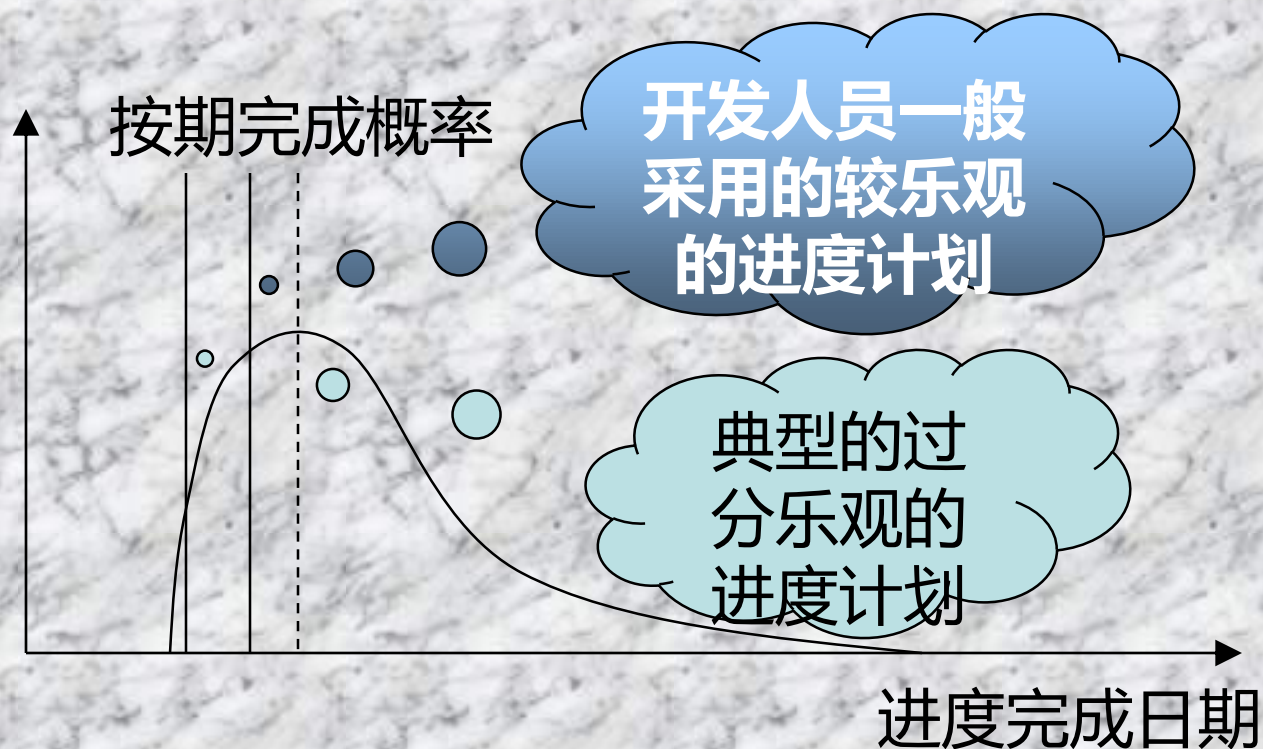 按期完成概率
开发人员一般
采用的较乐观
的进度计划
典型的过
分乐观的
进度计划
进度完成日期